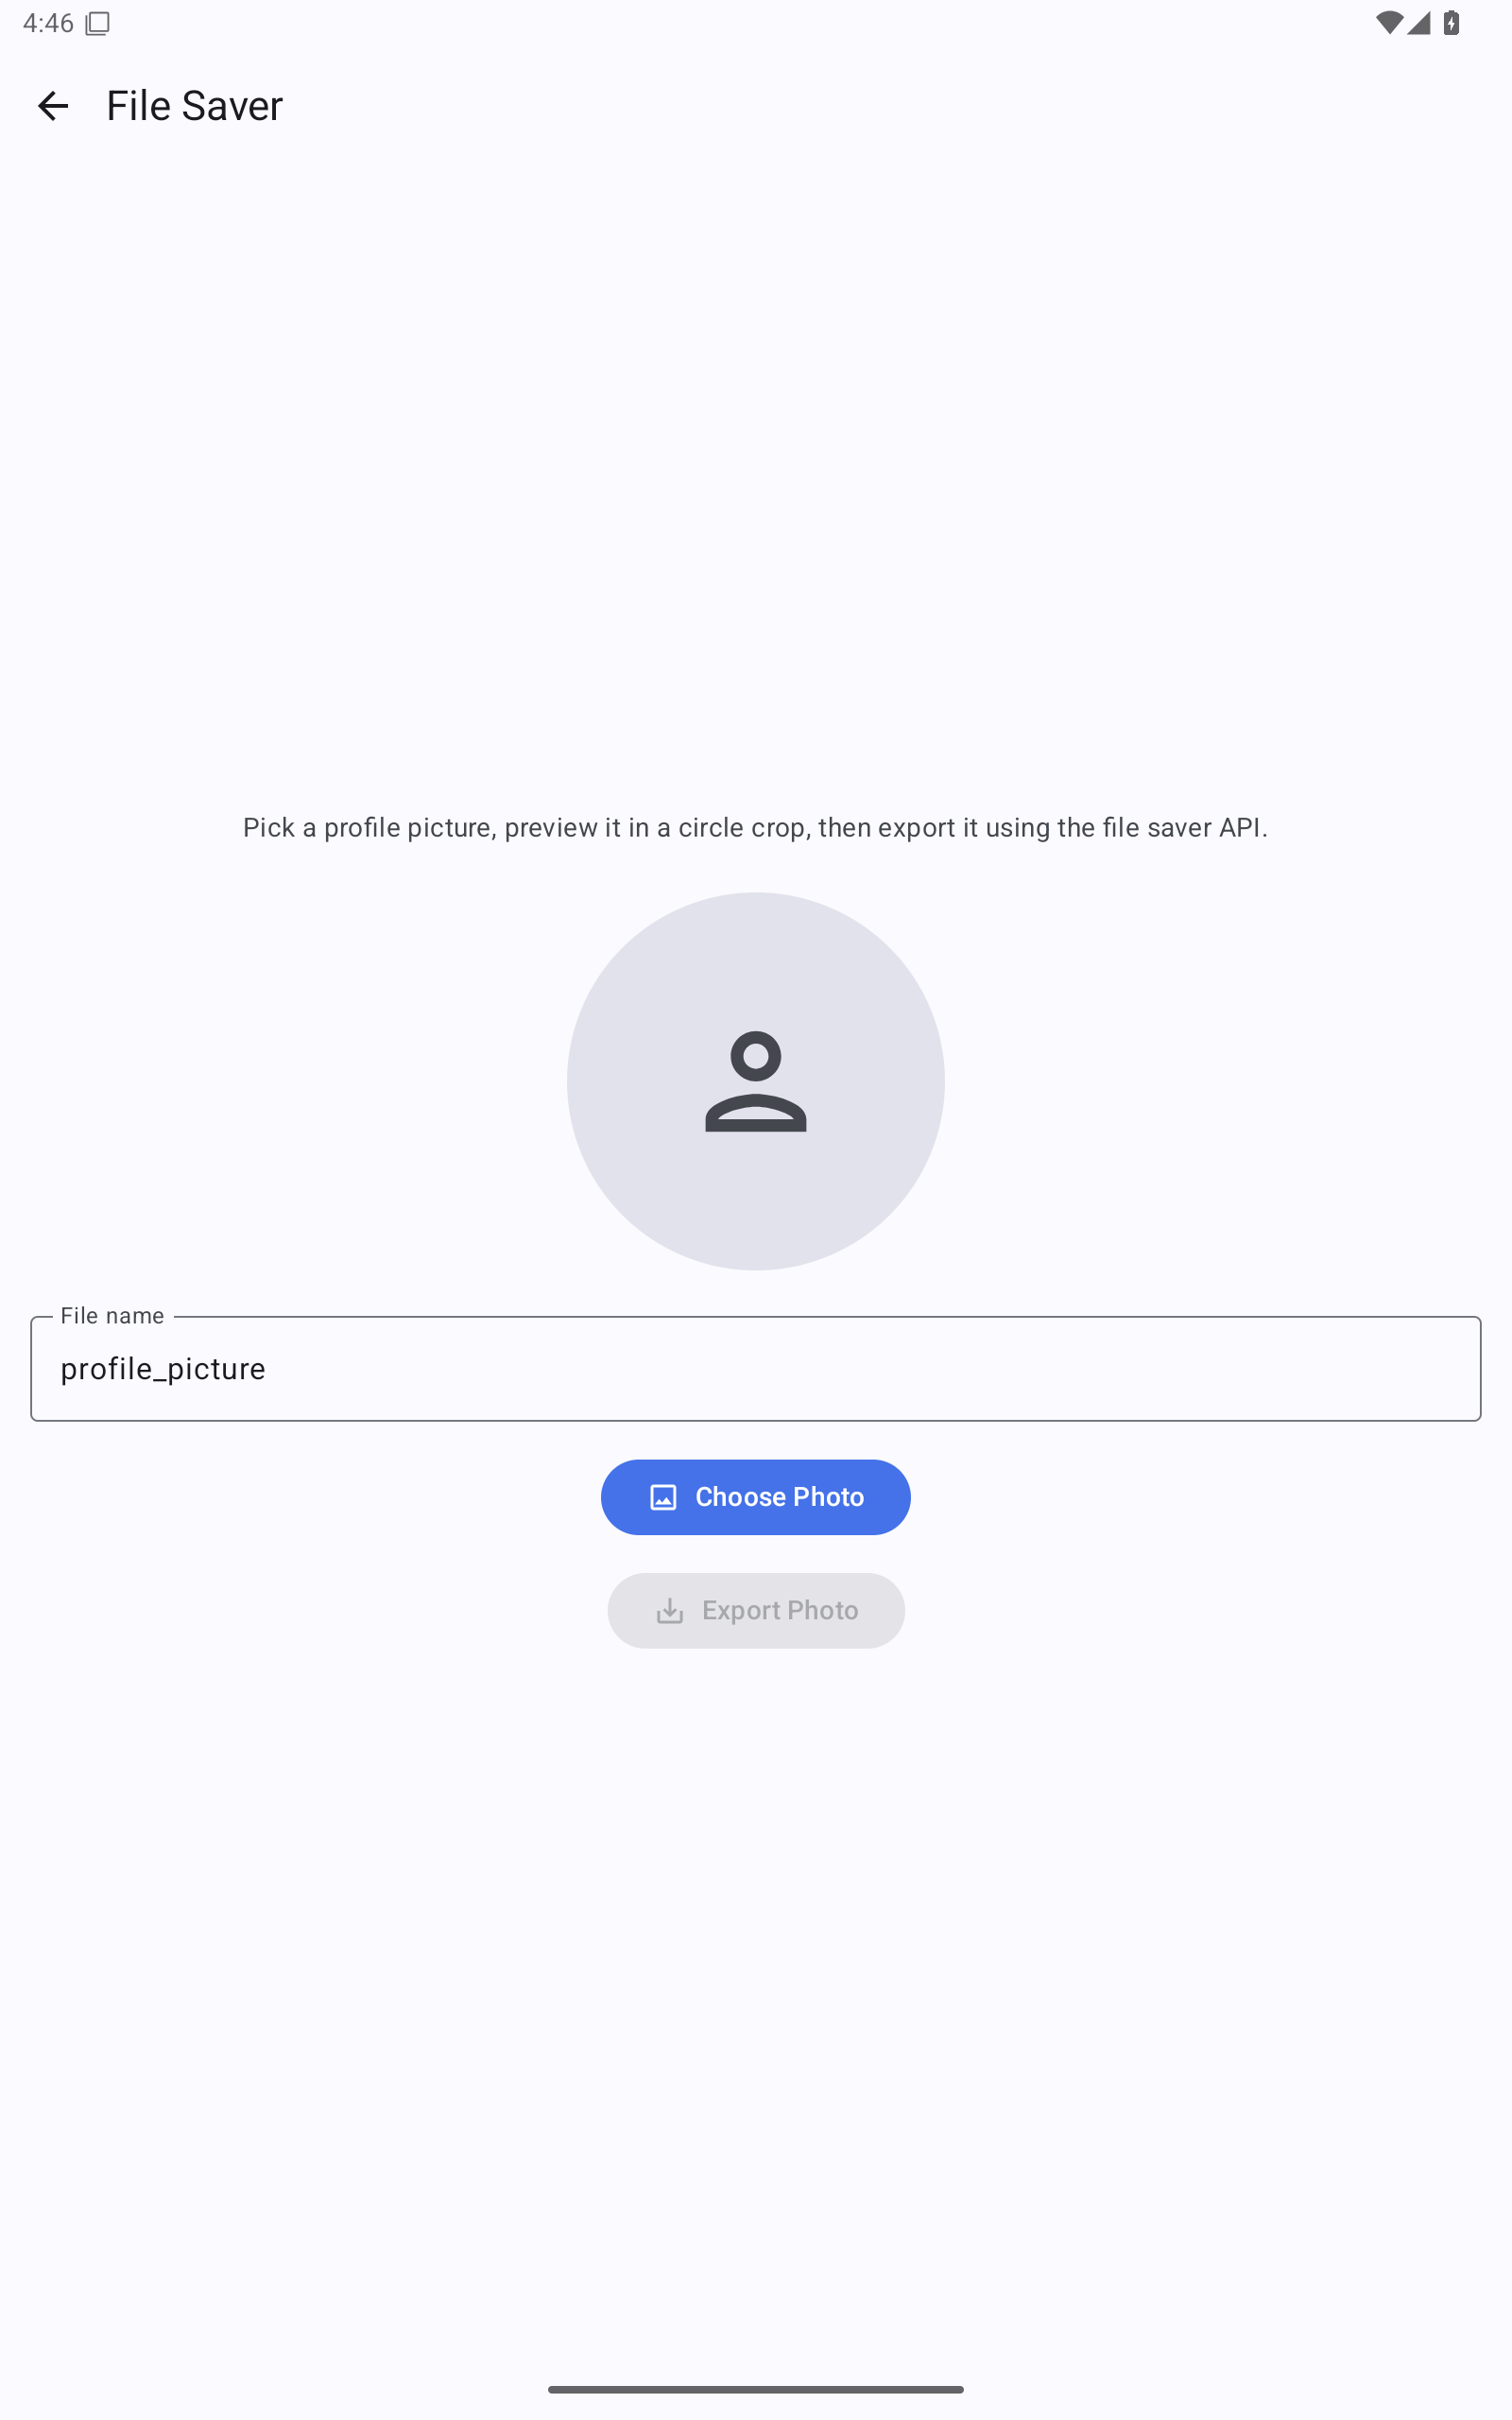 4:46
File Saver
Pick a profile picture, preview it in a circle crop, then export it using the file saver API.
File name
profile_picture
Choose Photo
Export Photo